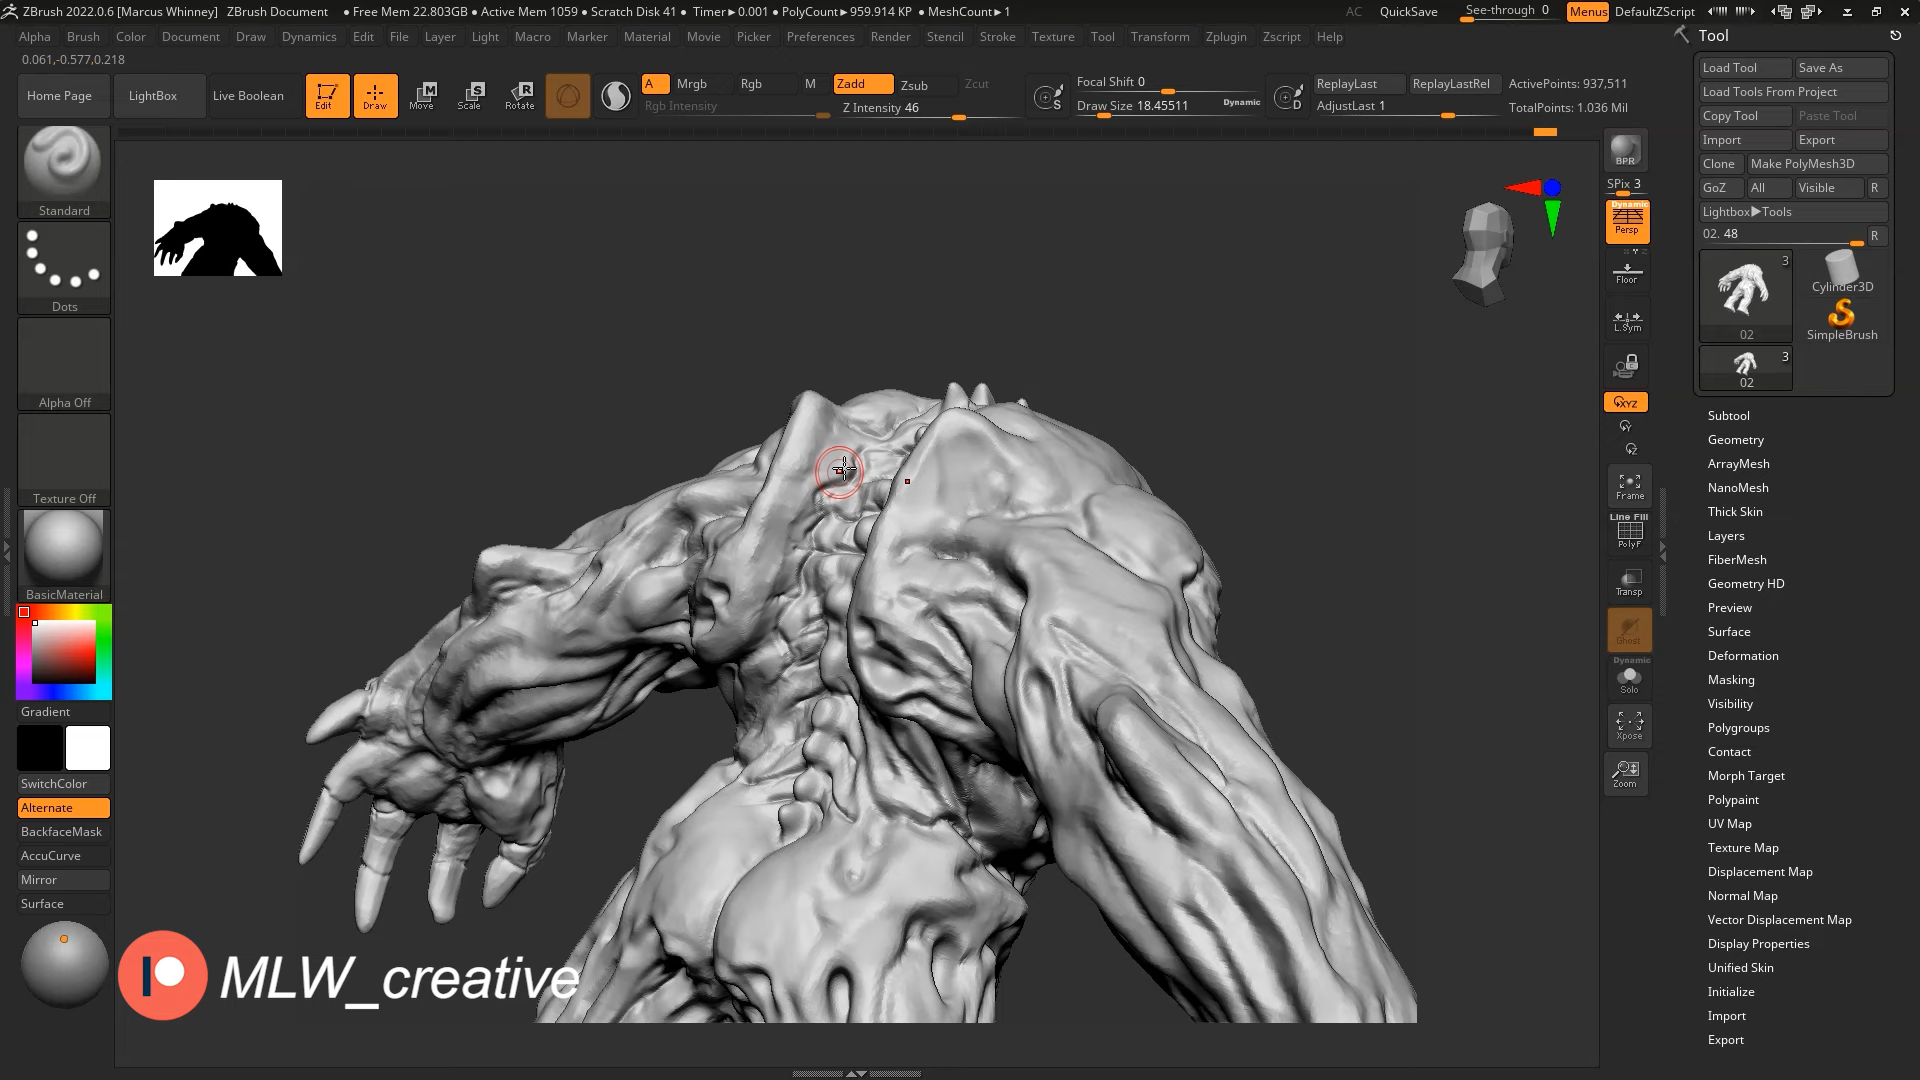 ZBrush 2022.0.6 [Marcus Whinney] ZBrush Document ● Free Mem 22.803GB ● Active Mem 1059 ● Scratch Disk 41 ● Timer▶0.001 ● PolyCount▶959.914 KP ● MeshCount▶1 AC QuickSave See-through 0 Menus DefaultZScript
Alpha Brush Color Document Draw Dynamics Edit File Layer Light Macro Marker Material Movie Picker Preferences Render Stencil Stroke Texture Tool Transform Zplugin Zscript Help
0.061,-0.577,0.218
Home Page LightBox Live Boolean Edit Draw Move Scale Rotate
A Mrgb Rgb M Zadd Zsub Zcut
Rgb Intensity Z Intensity 46
Focal Shift 0
Draw Size 18.45511 Dynamic
ReplayLast ReplayLastRel
AdjustLast 1
ActivePoints: 937,511
TotalPoints: 1.036 Mil
Standard
Dots
Alpha Off
Texture Off
BasicMaterial
Gradient
SwitchColor
Alternate
BackfaceMask
AccuCurve
Mirror
Surface
MLW_creative
BPR
SPix 3
Dynamic
Persp
Floor
L.Sym
XYZ
Frame
Line Fill
PolyF
Transp
Ghost
Dynamic
Solo
Xpose
Zoom
Tool
Load Tool Save As
Load Tools From Project
Copy Tool Paste Tool
Import Export
Clone Make PolyMesh3D
GoZ All Visible R
Lightbox▶Tools
02. 48 R
3
Cylinder3D
02 SimpleBrush
3
02
Subtool
Geometry
ArrayMesh
NanoMesh
Thick Skin
Layers
FiberMesh
Geometry HD
Preview
Surface
Deformation
Masking
Visibility
Polygroups
Contact
Morph Target
Polypaint
UV Map
Texture Map
Displacement Map
Normal Map
Vector Displacement Map
Display Properties
Unified Skin
Initialize
Import
Export